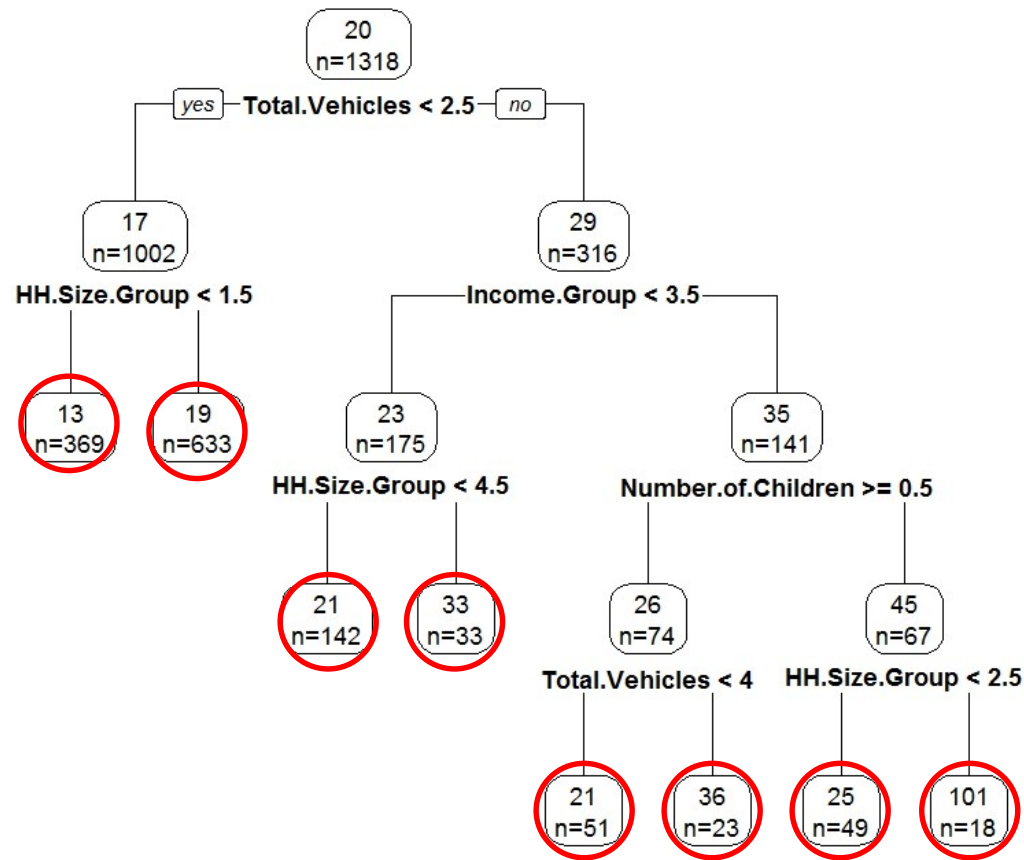 20
n=1318
yes
Total.Vehicles < 2.5
no
17
n=1002
29
n=316
HH.Size.Group < 1.5
Income.Group < 3.5
13
n=369
19
n=633
23
n=175
35
n=141
HH.Size.Group < 4.5
Number.of.Children >= 0.5
21
n=142
33
n=33
26
n=74
45
n=67
Total.Vehicles < 4
HH.Size.Group < 2.5
21
n=51
36
n=23
25
n=49
101
n=18